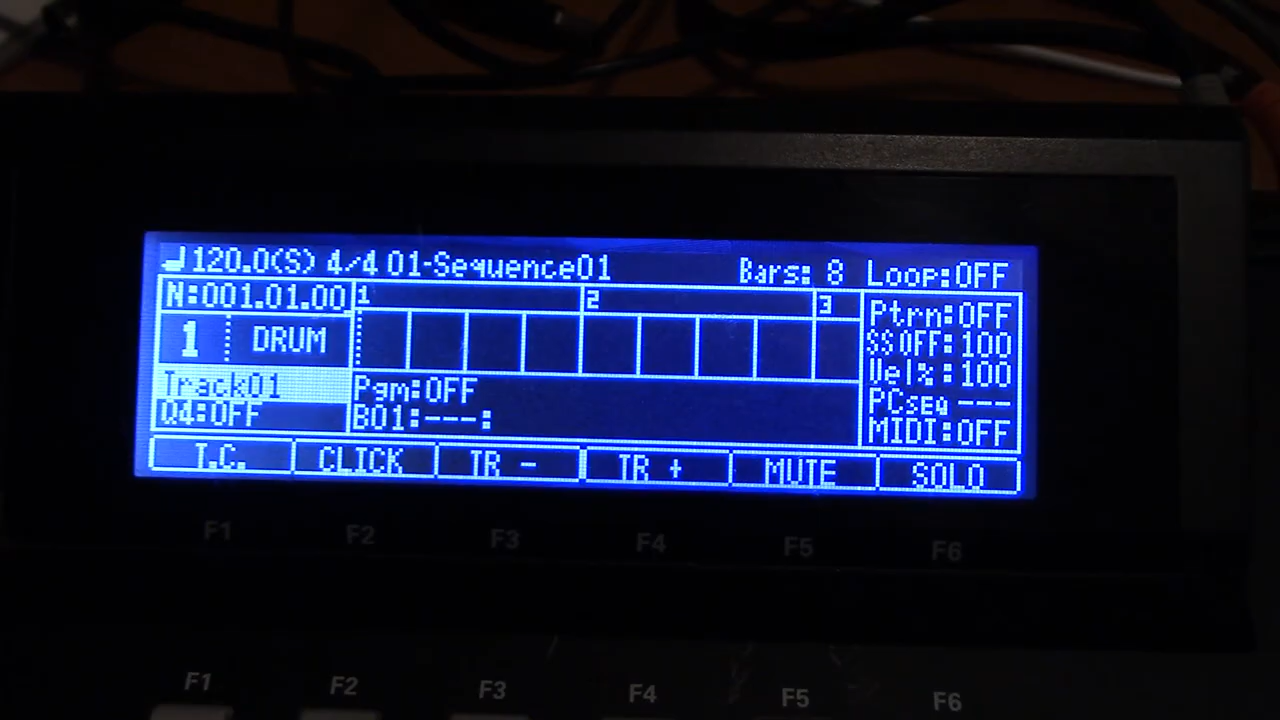 ♩120.0(S) 4/4 01-Sequence01 Bars: 8 Loop:OFF
N:001.01.00 1 2 3 Ptrn:OFF
1 DRUM SS OFF:100
Vel%:100
Track01 Pgm:OFF PCseq ---
Q4:OFF B01:---: MIDI:OFF
T.C. CLICK TR - TR + MUTE SOLO
F1 F2 F3 F4 F5 F6
F1 F2 F3 F4 F5 F6